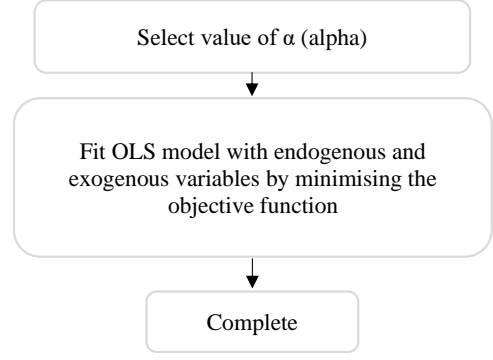 Select value of α (alpha)
Fit OLS model with endogenous and
exogenous variables by minimising the
objective function
Complete